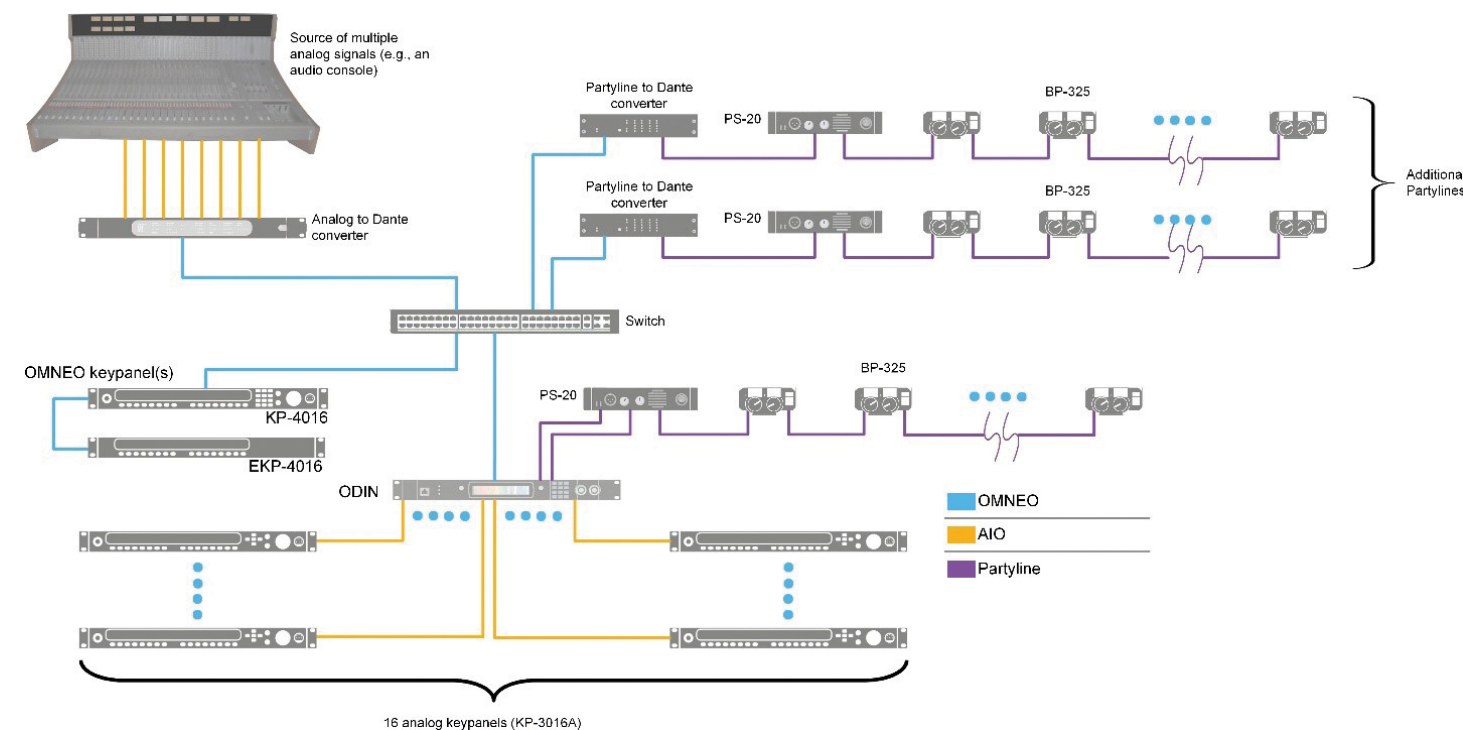 Source of multiple
analog signals (e.g., an
audio console)
Partyline to Dante
converter
PS-20
BP-325
Partyline to Dante
converter
PS-20
BP-325
Additiona
Partylines
Analog to Dante
converter
Switch
OMNEO keypanel(s)
KP-4016
EKP-4016
PS-20
BP-325
ODIN
OMNEO
AIO
Partyline
16 analog keypanels (KP-3016A)